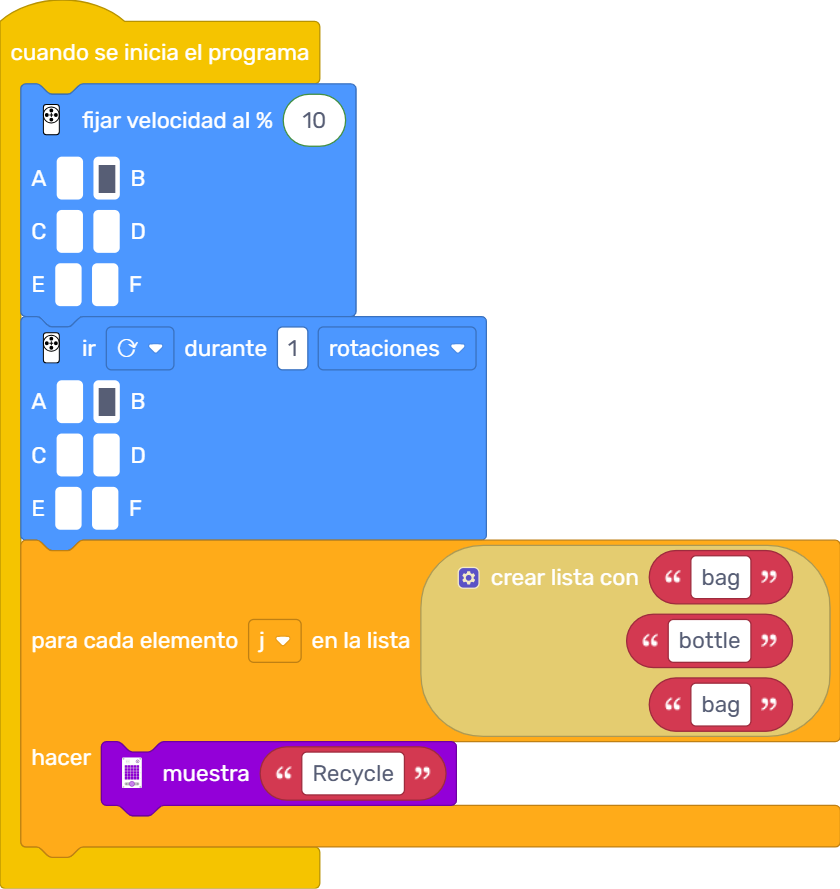 cuando se inicia el programa
fijar velocidad al % 10
A B
C D
E F
ir durante 1 rotaciones
A B
C D
E F
crear lista con “ bag ”
para cada elemento j en la lista “ bottle ”
“ bag ”
hacer muestra “ Recycle ”